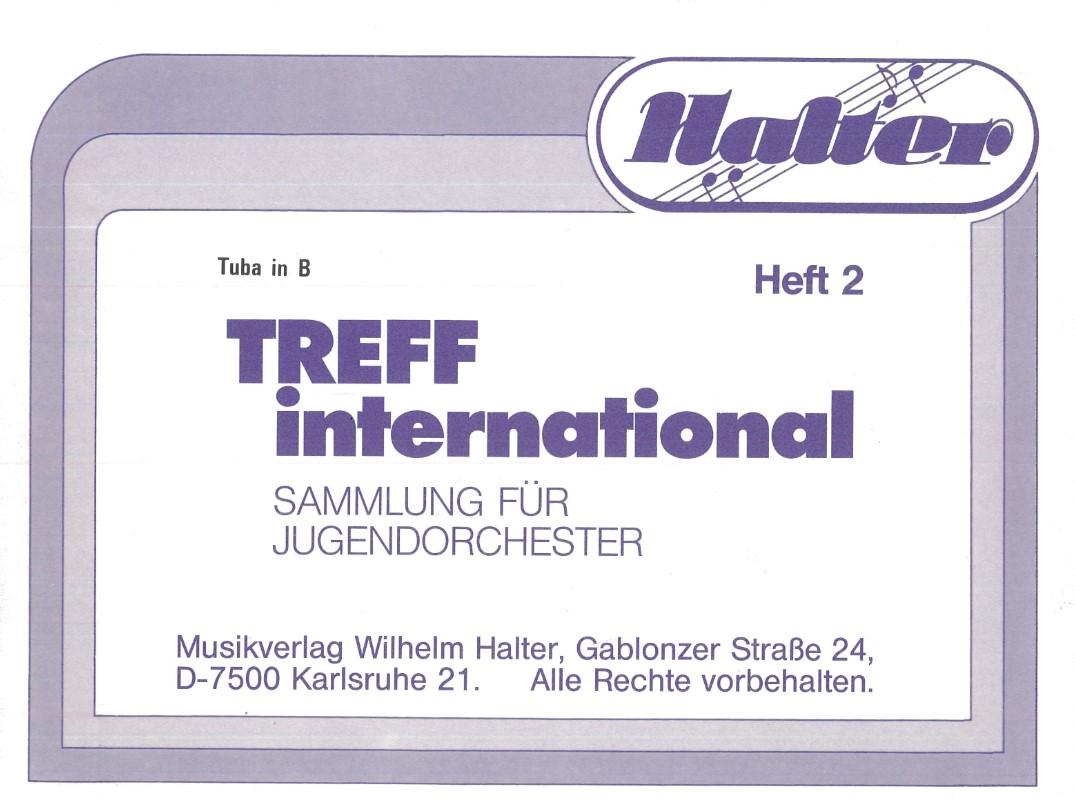 Halter
Tuba in B
Heft 2
TREFF
international
SAMMLUNG FÜR
JUGENDORCHESTER
Musikverlag Wilhelm Halter, Gablonzer Straße 24,
D-7500 Karlsruhe 21. Alle Rechte vorbehalten.